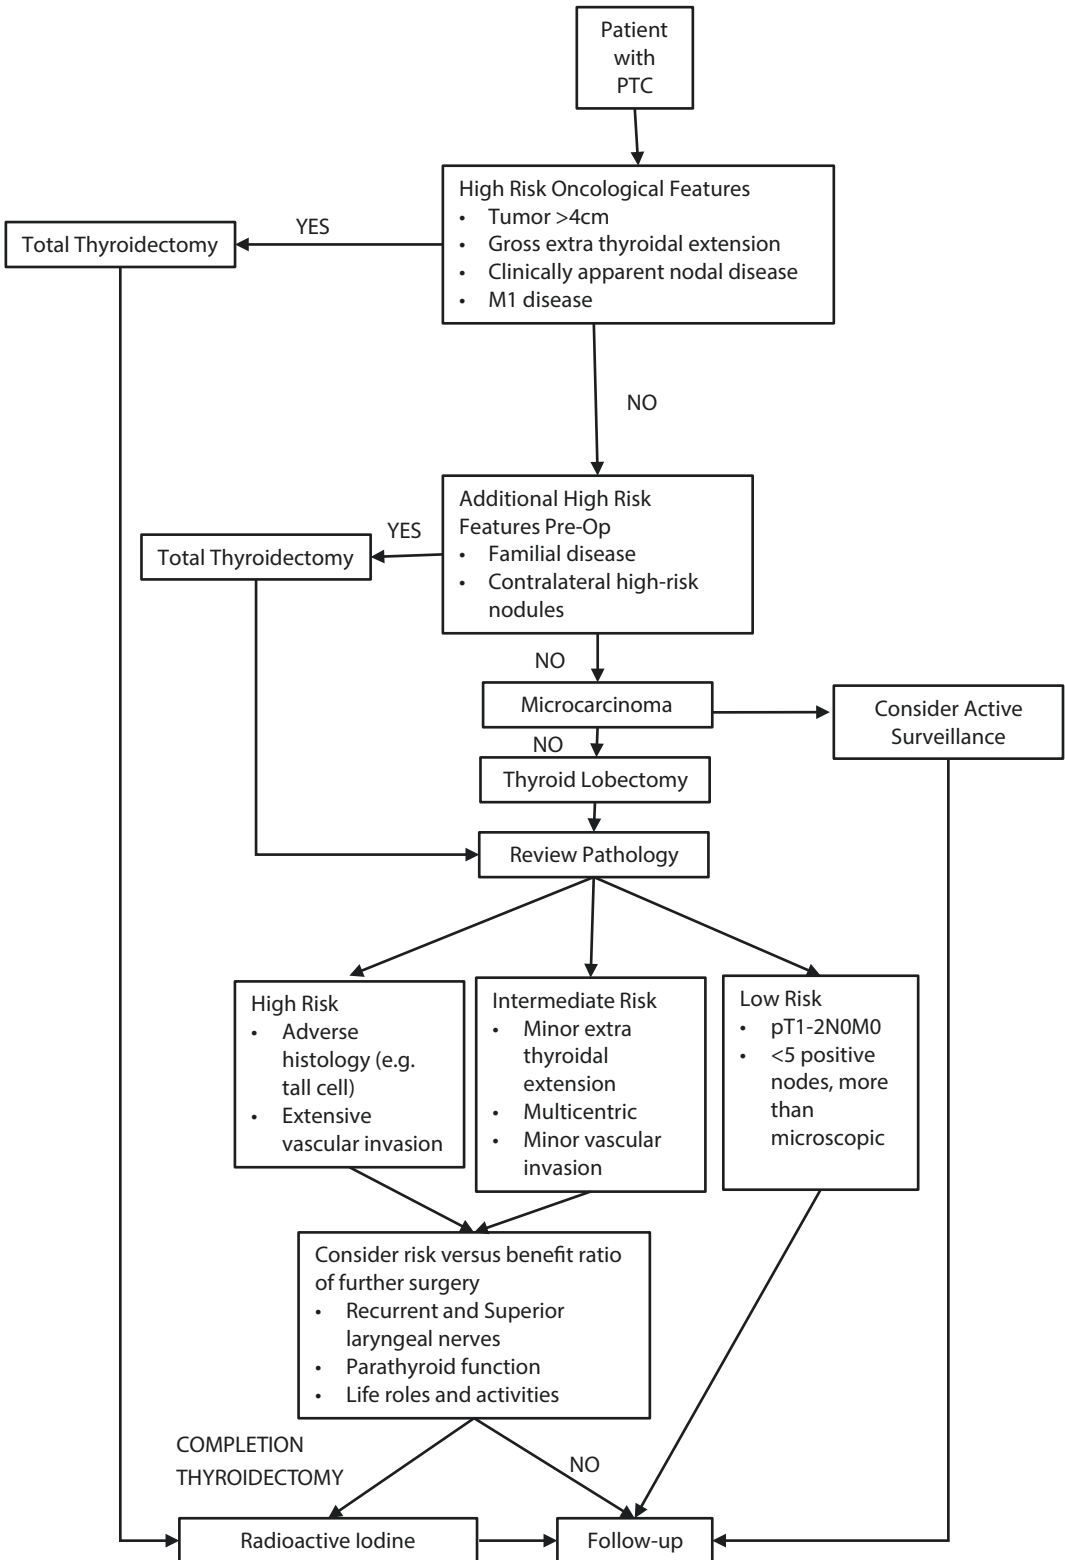 Patient
with
PTC
High Risk Oncological Features
• Tumor >4cm
• Gross extra thyroidal extension
• Clinically apparent nodal disease
• M1 disease
YES
Total Thyroidectomy
NO
Additional High Risk
Features Pre-Op
• Familial disease
• Contralateral high-risk
nodules
YES
Total Thyroidectomy
NO
Microcarcinoma
Consider Active
Surveillance
NO
Thyroid Lobectomy
Review Pathology
High Risk
• Adverse
histology (e.g.
tall cell)
• Extensive
vascular invasion
Intermediate Risk
• Minor extra
thyroidal
extension
• Multicentric
• Minor vascular
invasion
Low Risk
• pT1-2N0M0
• <5 positive
nodes, more
than
microscopic
Consider risk versus benefit ratio
of further surgery
• Recurrent and Superior
laryngeal nerves
• Parathyroid function
• Life roles and activities
COMPLETION
THYROIDECTOMY
NO
Radioactive Iodine
Follow-up